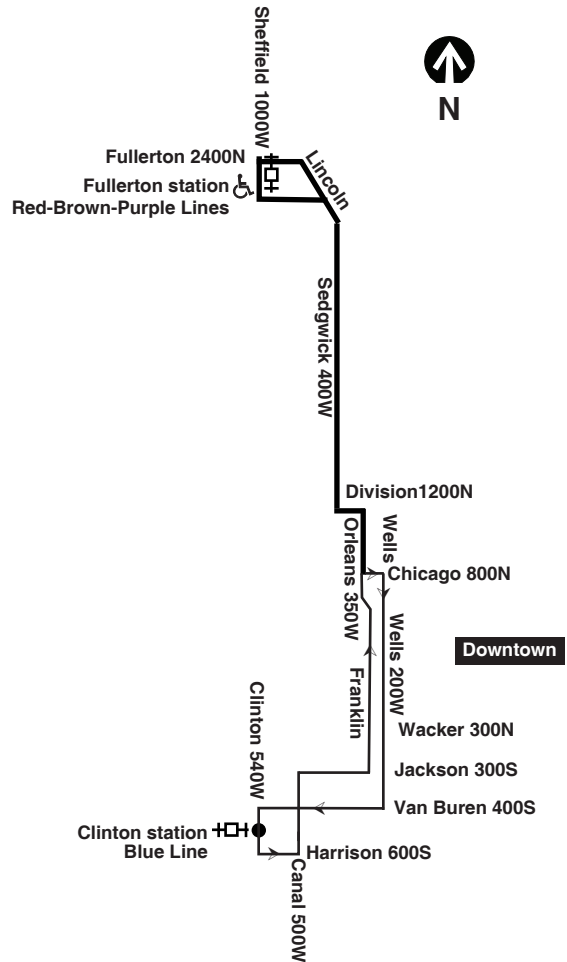 Sheffield 1000W
N
Fullerton 2400N
Lincoln
Fullerton station
Red-Brown-Purple Lines
Sedgwick 400W
Division1200N
Wells
Orleans 350W
Chicago 800N
Wells 200W
Downtown
Franklin
Clinton 540W
Wacker 300N
Jackson 300S
Van Buren 400S
Clinton station
Blue Line
Harrison 600S
Canal 500W